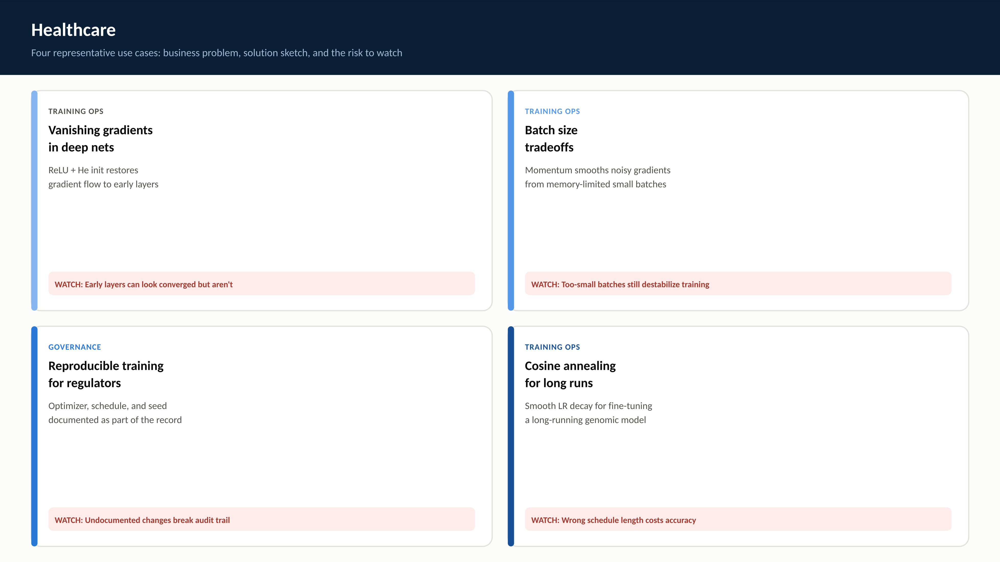 Healthcare
Four representative use cases: business problem, solution sketch, and the risk to watch
TRAINING OPS
Vanishing gradients
in deep nets
ReLU + He init restores
gradient flow to early layers
WATCH: Early layers can look converged but aren't
TRAINING OPS
Batch size
tradeoffs
Momentum smooths noisy gradients
from memory-limited small batches
WATCH: Too-small batches still destabilize training
GOVERNANCE
Reproducible training
for regulators
Optimizer, schedule, and seed
documented as part of the record
WATCH: Undocumented changes break audit trail
TRAINING OPS
Cosine annealing
for long runs
Smooth LR decay for fine-tuning
a long-running genomic model
WATCH: Wrong schedule length costs accuracy